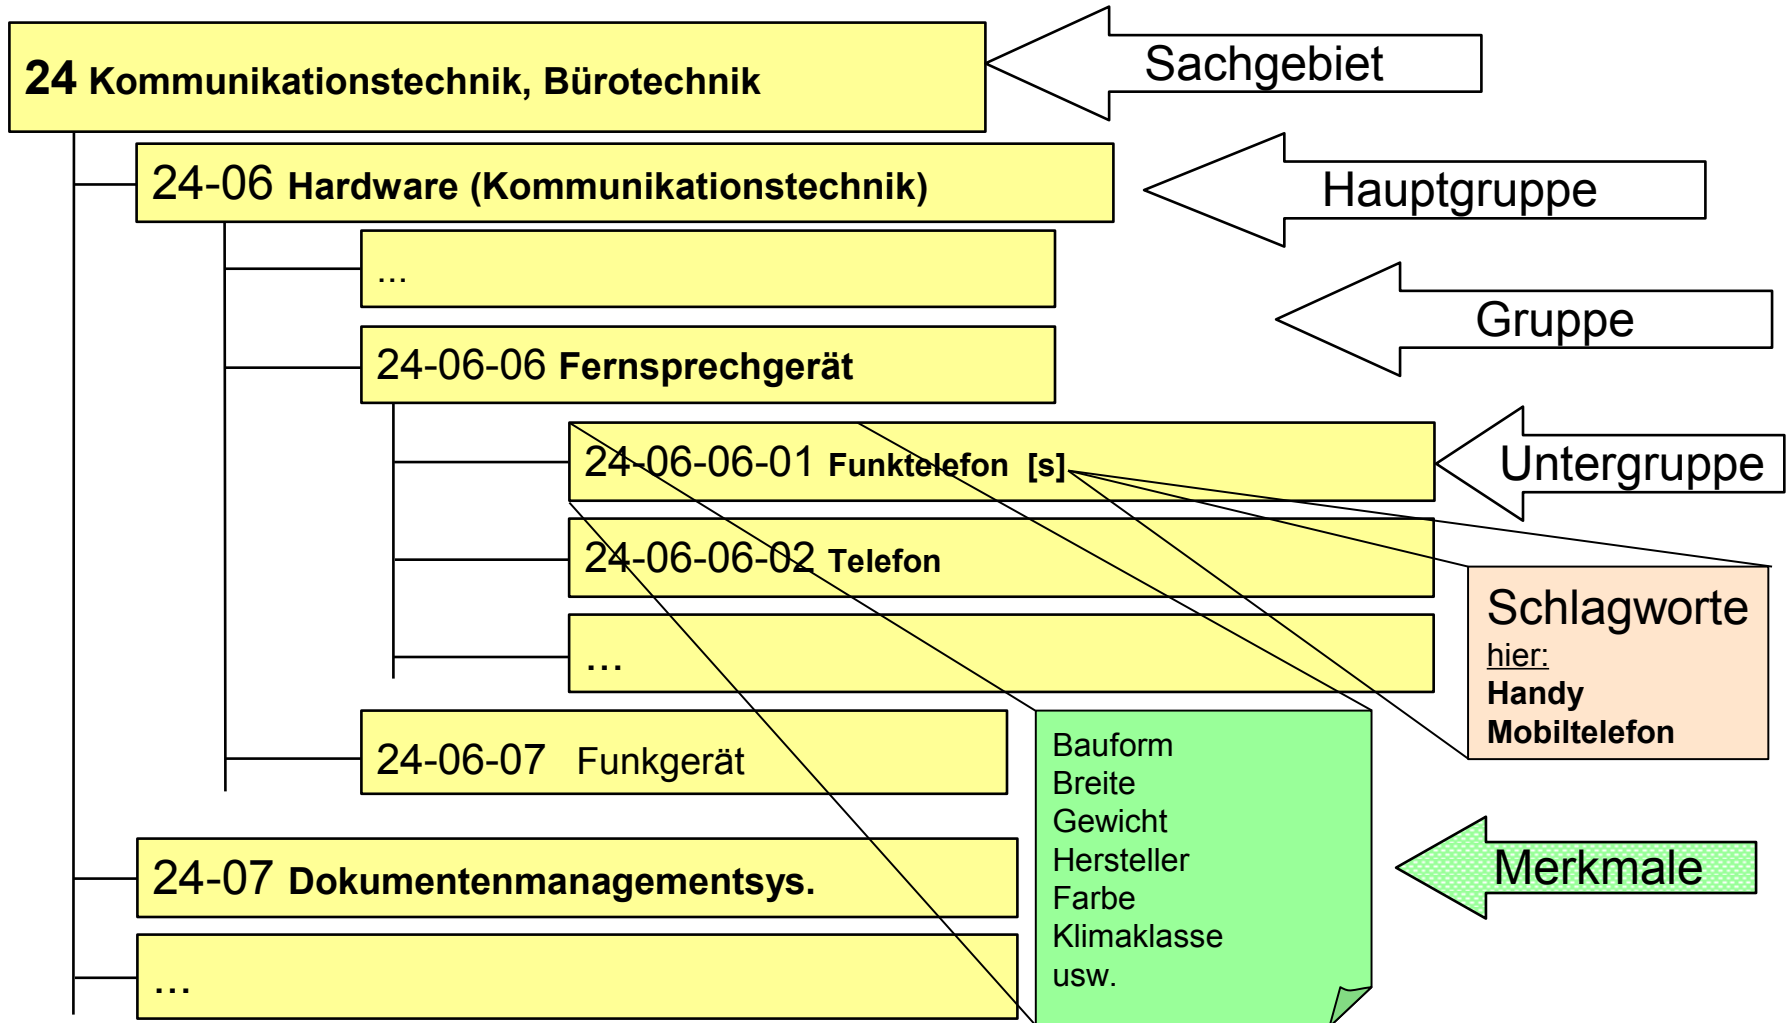 24 Kommunikationstechnik, Bürotechnik
Sachgebiet
24-06 Hardware (Kommunikationstechnik)
Hauptgruppe
...
Gruppe
24-06-06 Fernsprechgerät
24-06-06-01 Funktelefon [s]
Untergruppe
24-06-06-02 Telefon
...
Schlagworte
hier:
Handy
Mobiltelefon
24-06-07 Funkgerät
Bauform
Breite
Gewicht
Hersteller
Farbe
Klimaklasse
usw.
Merkmale
24-07 Dokumentenmanagementsys.
...